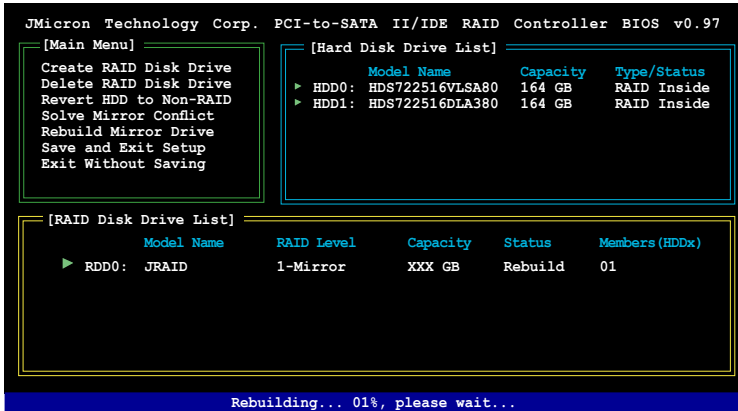 JMicron Technology Corp. PCI-to-SATA II/IDE RAID Controller BIOS v0.97
[Main Menu]
Create RAID Disk Drive
Delete RAID Disk Drive
Revert HDD to Non-RAID
Solve Mirror Conflict
Rebuild Mirror Drive
Save and Exit Setup
Exit Without Saving
[Hard Disk Drive List]
Model Name Capacity Type/Status
HDD0: HDS722516VLSA80 164 GB RAID Inside
HDD1: HDS722516DLA380 164 GB RAID Inside
[RAID Disk Drive List]
Model Name RAID Level Capacity Status Members(HDDx)
RDD0: JRAID 1-Mirror XXX GB Rebuild 01
Rebuilding... 01%, please wait...